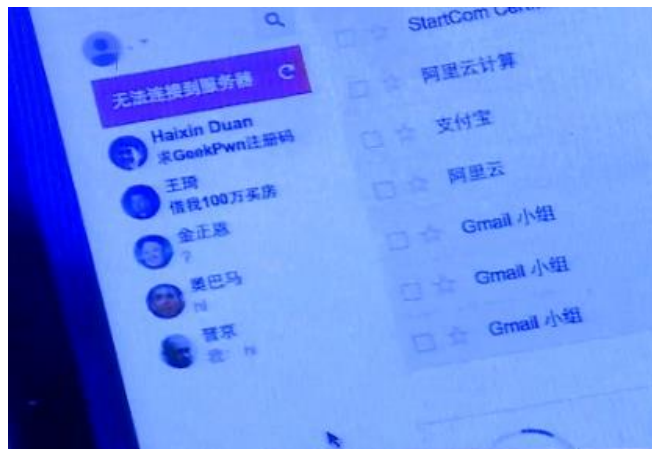 无法连接到服务器
Haixin Duan
求GeekPwn注册码
王琦
借我100万买房
金正恩
?
奥巴马
hi
晋京
我: hi
StartCom Certi
阿里云计算
支付宝
阿里云
Gmail 小组
Gmail 小组
Gmail 小组